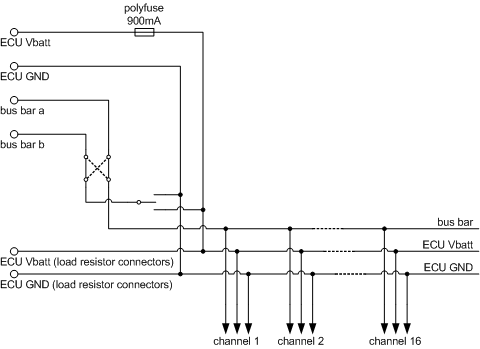 polyfuse
900mA
ECU Vbatt
ECU GND
bus bar a
bus bar b
bus bar
ECU Vbatt
ECU Vbatt (load resistor connectors)
ECU GND
ECU GND (load resistor connectors)
channel 1 channel 2 channel 16